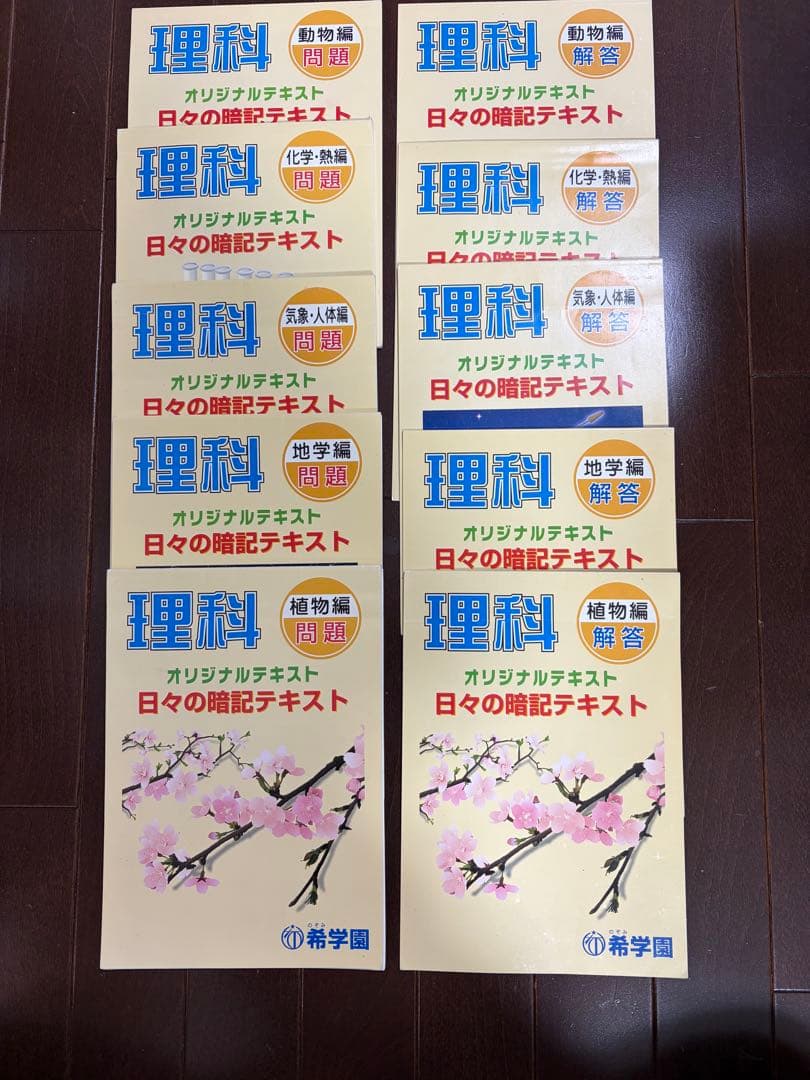 理科
動物編
問題
オリジナルテキスト
日々の暗記テキスト
理科
化学・熱編
問題
オリジナルテキスト
日々の暗記テキスト
理科
気象・人体編
問題
オリジナルテキスト
日々の暗記テキスト
理科
地学編
問題
オリジナルテキスト
日々の暗記テキスト
理科
植物編
問題
オリジナルテキスト
日々の暗記テキスト
のぞみ
希学園
理科
動物編
解答
オリジナルテキスト
日々の暗記テキスト
理科
化学・熱編
解答
オリジナルテキスト
日々の暗記テキスト
理科
気象・人体編
解答
オリジナルテキスト
日々の暗記テキスト
理科
地学編
解答
オリジナルテキスト
日々の暗記テキスト
理科
植物編
解答
オリジナルテキスト
日々の暗記テキスト
のぞみ
希学園